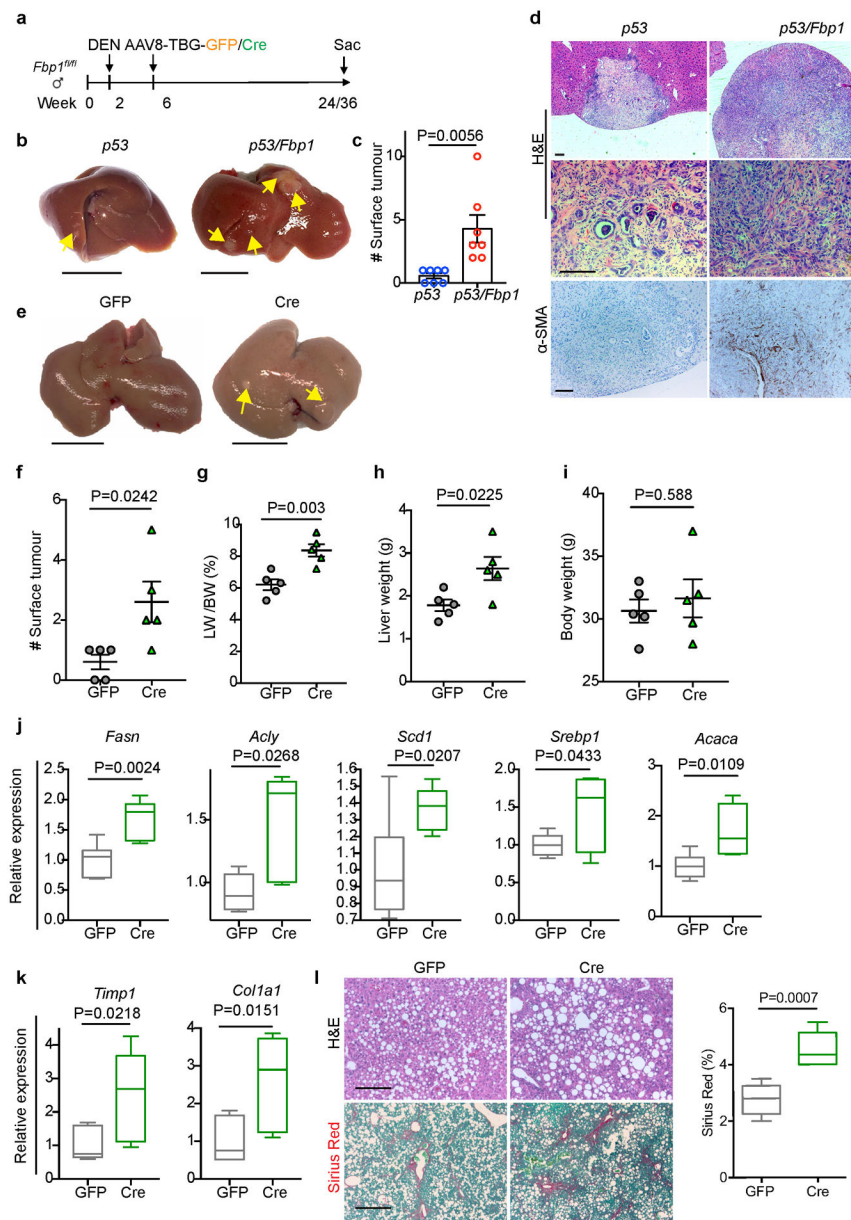 a
DEN AAV8-TBG-GFP/Cre
Sac
Fbp1fl/fl
♂
Week 0 2 6 24/36
b
p53
p53/Fbp1
c
P=0.0056
# Surface tumour
10
5
0
p53 p53/Fbp1
d
p53
p53/Fbp1
H&E
α-SMA
e
GFP
Cre
f
P=0.0242
# Surface tumour
6
4
2
0
GFP Cre
g
P=0.003
LW /BW (%)
10
8
6
4
2
0
GFP Cre
h
P=0.0225
Liver weight (g)
4
3
2
1
0
GFP Cre
i
P=0.588
Body weight (g)
40
35
30
25
GFP Cre
j
Relative expression
Fasn
P=0.0024
2.5
2.0
1.5
1.0
0.5
0.0
GFP Cre
Acly
P=0.0268
1.5
1.0
GFP Cre
Scd1
P=0.0207
1.6
1.5
1.4
1.3
1.2
1.1
1.0
0.9
0.8
0.7
GFP Cre
Srebp1
P=0.0433
2.0
1.5
1.0
0.5
0.0
GFP Cre
Acaca
P=0.0109
3
2
1
0
GFP Cre
k
Relative expression
Timp1
P=0.0218
5
4
3
2
1
0
GFP Cre
Col1a1
P=0.0151
4
3
2
1
0
GFP Cre
l
GFP
Cre
H&E
Sirius Red
P=0.0007
Sirius Red (%)
6
4
2
0
GFP Cre